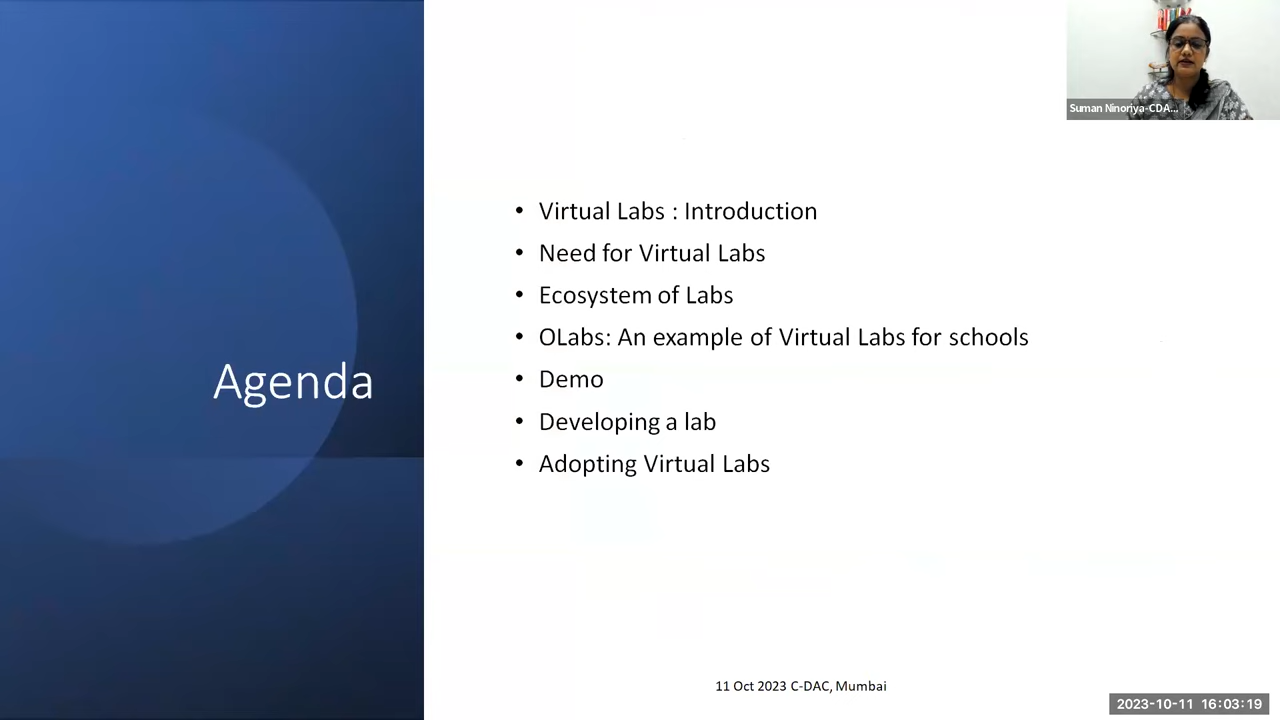 Suman Ninoriya-CDA...
Agenda
• Virtual Labs : Introduction
• Need for Virtual Labs
• Ecosystem of Labs
• OLabs: An example of Virtual Labs for schools
• Demo
• Developing a lab
• Adopting Virtual Labs
11 Oct 2023 C-DAC, Mumbai
2023-10-11 16:03:19